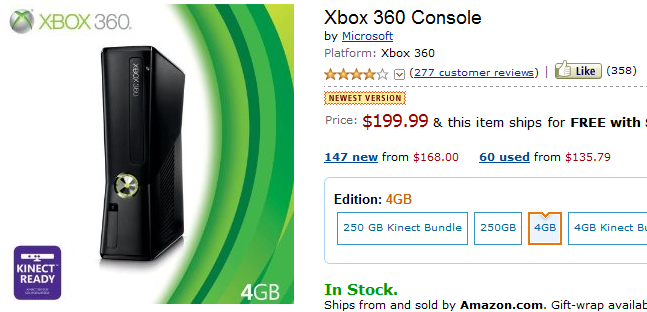 XBOX 360.
XBOX 360
KINECT
READY
4GB
Xbox 360 Console
by Microsoft
Platform: Xbox 360
(277 customer reviews) | Like (358)
NEWEST VERSION
Price: $199.99 & this item ships for FREE with
147 new from $168.00 60 used from $135.79
Edition: 4GB
250 GB Kinect Bundle 250GB 4GB 4GB Kinect Bu
In Stock.
Ships from and sold by Amazon.com. Gift-wrap availab